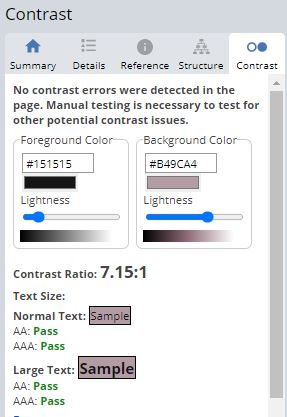 Contrast
Summary Details Reference Structure Contrast
No contrast errors were detected in the
page. Manual testing is necessary to test for
other potential contrast issues.
Foreground Color Background Color
#151515 #B49CA4
Lightness Lightness
Contrast Ratio: 7.15:1
Text Size:
Normal Text: Sample
AA: Pass
AAA: Pass
Large Text: Sample
AA: Pass
AAA: Pass